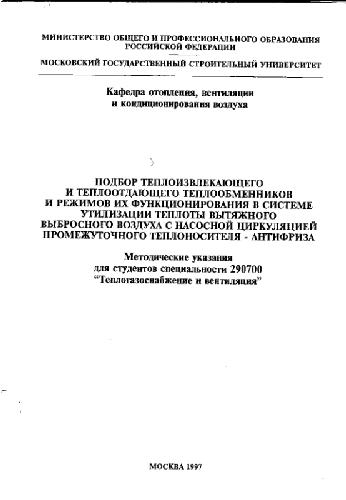 МИНИСТЕРСТВО ОБЩЕГО И ПРОФЕССИОНАЛЬНОГО ОБРАЗОВАНИЯ
РОССИЙСКОЙ ФЕДЕРАЦИИ
МОСКОВСКИЙ ГОСУДАРСТВЕННЫЙ СТРОИТЕЛЬНЫЙ УНИВЕРСИТЕТ
Кафедра отопления, вентиляции
и кондиционирования воздуха
ПОДБОР ТЕПЛОИЗВЛЕКАЮЩЕГО
И ТЕПЛООТДАЮЩЕГО ТЕПЛООБМЕННИКОВ
И РЕЖИМОВ ИХ ФУНКЦИОНИРОВАНИЯ В СИСТЕМЕ
УТИЛИЗАЦИИ ТЕПЛОТЫ ВЫТЯЖНОГО
ВЫБРОСНОГО ВОЗДУХА С НАСОСНОЙ ЦИРКУЛЯЦИЕЙ
ПРОМЕЖУТОЧНОГО ТЕПЛОНОСИТЕЛЯ - АНТИФРИЗА
Методические указания
для студентов специальности 290700
"Теплогазоснабжение и вентиляция"
МОСКВА 1997